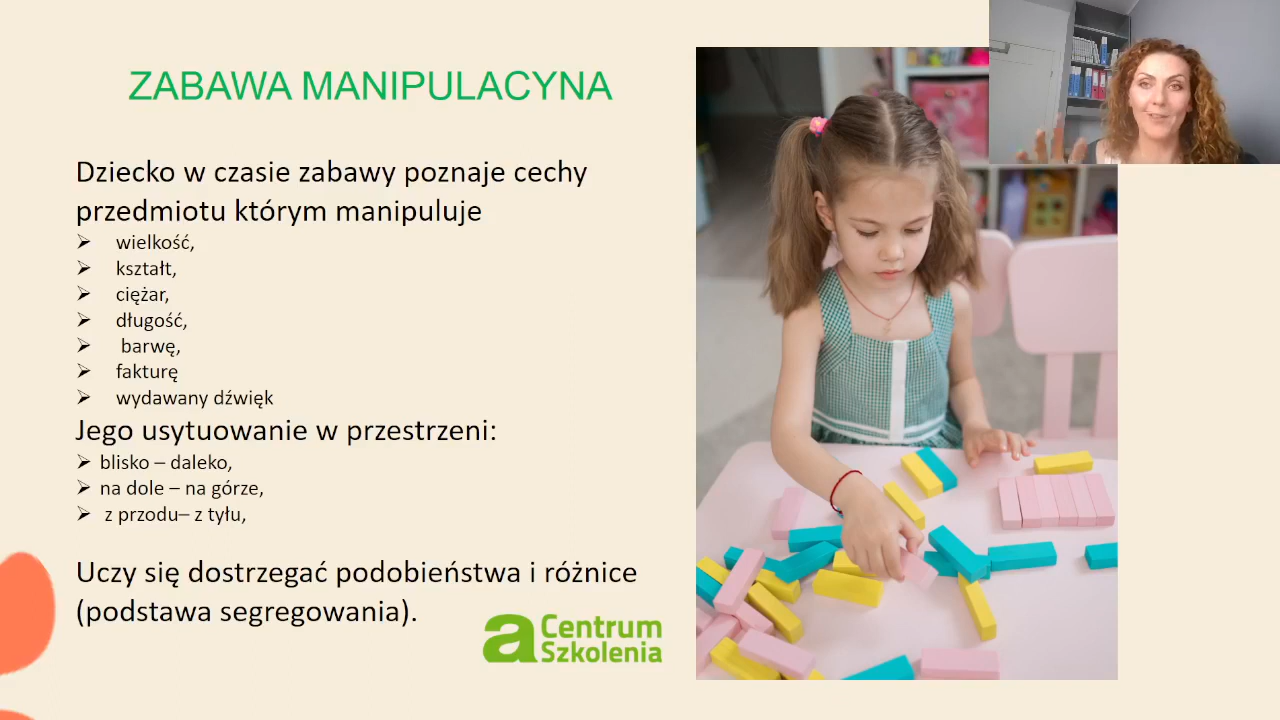 ZABAWA MANIPULACYNA
Dziecko w czasie zabawy poznaje cechy
przedmiotu którym manipuluje
➢ wielkość,
➢ kształt,
➢ ciężar,
➢ długość,
➢ barwę,
➢ fakturę
➢ wydawany dźwięk
Jego usytuowanie w przestrzeni:
➢ blisko – daleko,
➢ na dole – na górze,
➢ z przodu– z tyłu,
Uczy się dostrzegać podobieństwa i różnice
(podstawa segregowania).
a Centrum
Szkolenia